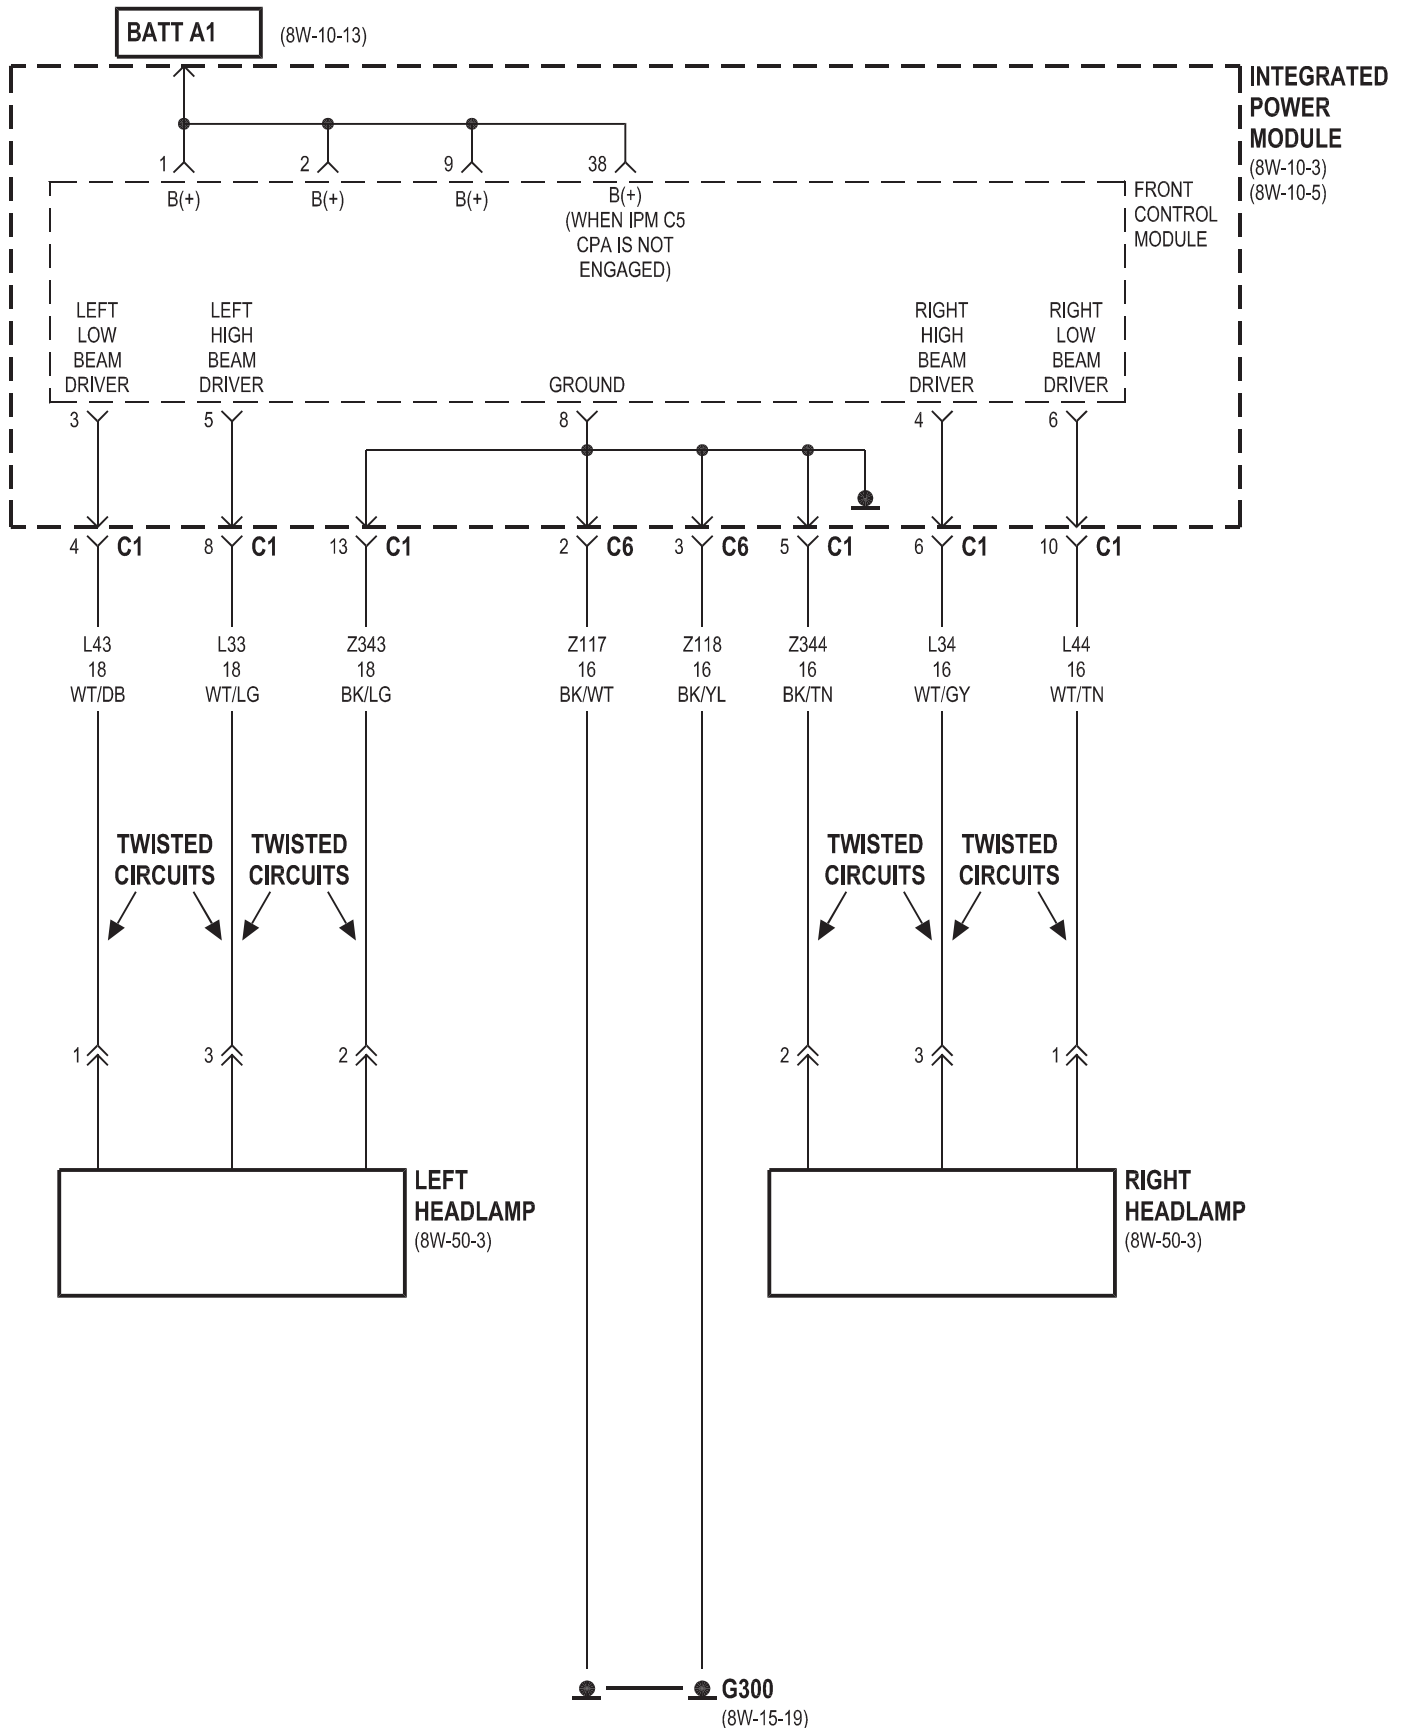 BATT A1 (8W-10-13)
INTEGRATED
POWER
MODULE
(8W-10-3)
(8W-10-5)
1 2 9 38
B(+) B(+) B(+) B(+)
(WHEN IPM C5
CPA IS NOT
ENGAGED)
FRONT
CONTROL
MODULE
LEFT
LOW
BEAM
DRIVER
LEFT
HIGH
BEAM
DRIVER
GROUND
RIGHT
HIGH
BEAM
DRIVER
RIGHT
LOW
BEAM
DRIVER
3 5 8 4 6
4 C1 8 C1 13 C1 2 C6 3 C6 5 C1 6 C1 10 C1
L43 L33 Z343 Z117 Z118 Z344 L34 L44
18 18 18 16 16 16 16 16
WT/DB WT/LG BK/LG BK/WT BK/YL BK/TN WT/GY WT/TN
TWISTED
CIRCUITS
TWISTED
CIRCUITS
TWISTED
CIRCUITS
TWISTED
CIRCUITS
1 3 2 2 3 1
LEFT
HEADLAMP
(8W-50-3)
RIGHT
HEADLAMP
(8W-50-3)
G300
(8W-15-19)